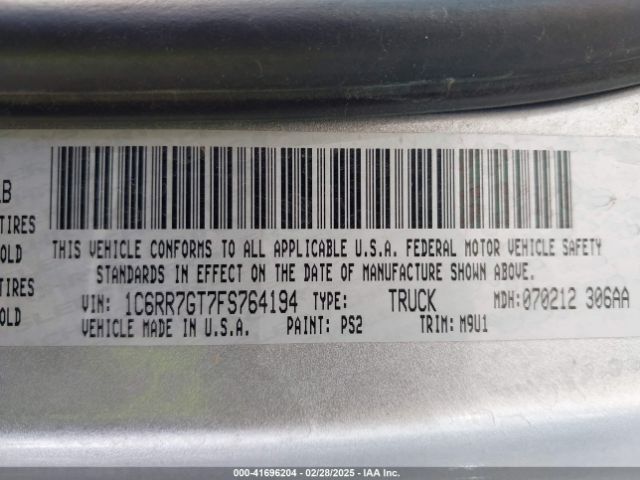 LB
TIRES
OLD
TIRES
OLD
THIS VEHICLE CONFORMS TO ALL APPLICABLE U.S.A. FEDERAL MOTOR VEHICLE SAFETY
STANDARDS IN EFFECT ON THE DATE OF MANUFACTURE SHOWN ABOVE.
VIN: 1C6RR7GT7FS764194 TYPE: TRUCK MDH: 070212 306AA
VEHICLE MADE IN U.S.A. PAINT: PS2 TRIM: M9U1
000-41696204 - 02/28/2025 - IAA Inc.